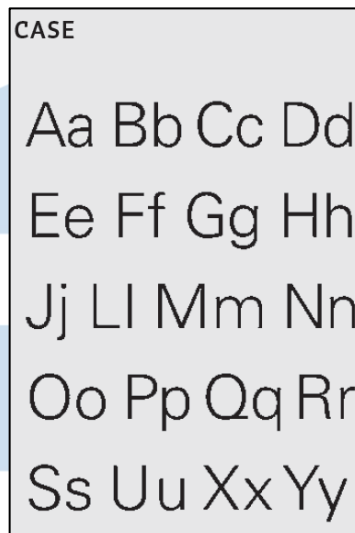 CASE
Aa Bb Cc Dd
Ee Ff Gg Hh
Jj Ll Mm Nn
Oo Pp Qq Rr
Ss Uu Xx Yy